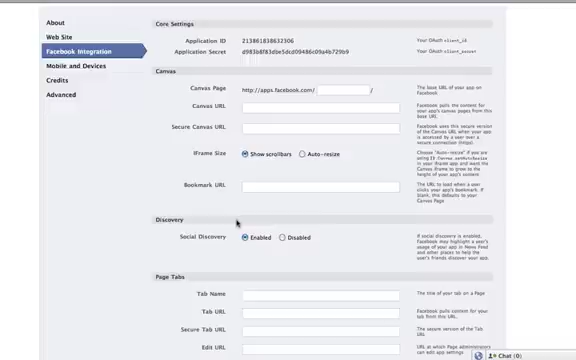 About
Web Site
Facebook Integration
Mobile and Devices
Credits
Advanced
Core Settings
Application ID 213861838632306 Your OAuth client_id
Application Secret Your OAuth client_secret
Canvas
Canvas Page http://apps.facebook.com/ / The base URL of your app on
Facebook
Canvas URL Facebook pulls the content for
your app's canvas pages from this
base URL
Secure Canvas URL Facebook uses this secure version
of the Canvas URL when your app
is accessed by a user over a
secure connection (https)
IFrame Size Show scrollbars Auto-resize Choose "Auto-resize" if you are
using
iframe and want the
Canvas iframe to grow to the
height of your app's content
Bookmark URL The URL to load when a user
clicks your app's bookmark. If
blank, this defaults to your
Canvas Page
Discovery
Social Discovery Enabled Disabled If social discovery is enabled,
Facebook may highlight a user's
usage of your app in News Feed
and other places to help the
user's friends discover your app.
Page Tabs
Tab Name The title of your tab on a Page
Tab URL Facebook pulls content for your
tab from this URL.
Secure Tab URL The secure version of the Tab
URL
Edit URL URL at which Page administrators
can edit app settings
Chat (0)